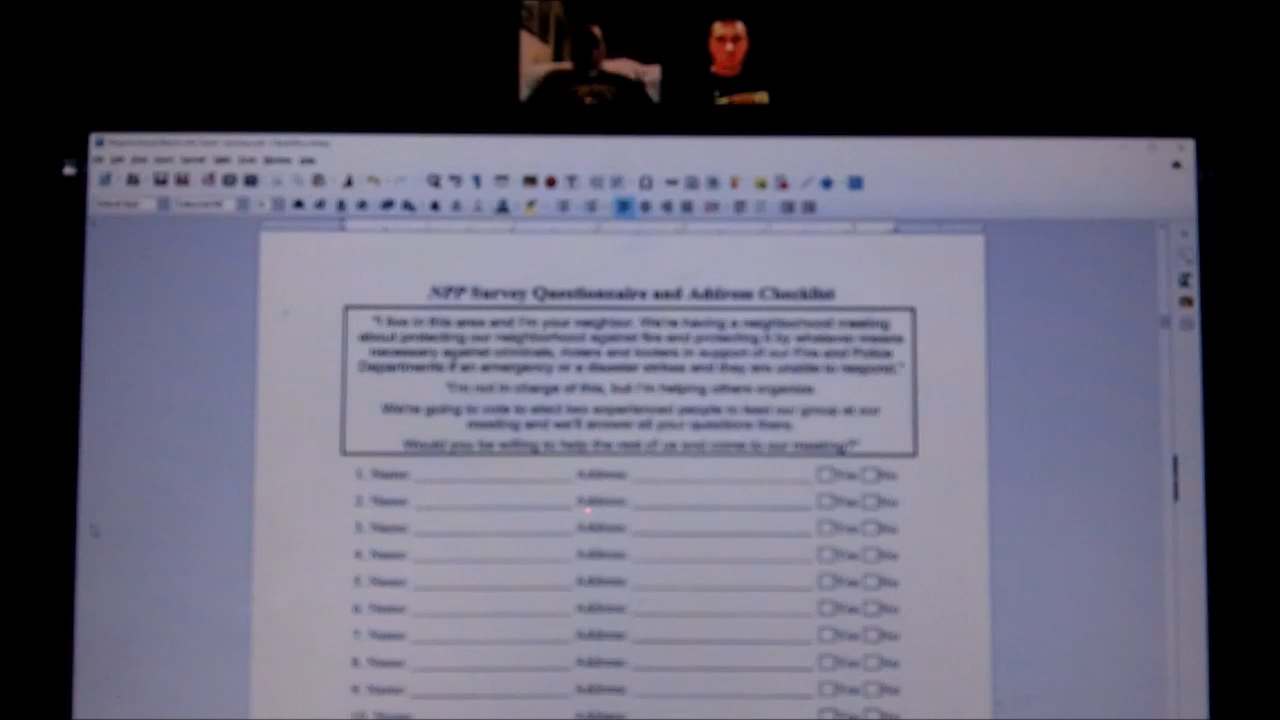 NPP Survey Questionnaire and Address Checklist
"I live in this area and I'm your neighbor. We're having a neighborhood meeting
about protecting our neighborhood against fire and protecting it by whatever means
necessary against criminals, rioters and looters in support of our Fire and Police
Departments if an emergency or a disaster strikes and they are unable to respond."
"I'm not in charge of this, but I'm helping others organize.
We're going to vote to elect two experienced people to lead our group at our
meeting and we'll answer all your questions there.
Would you be willing to help the rest of us and come to our meeting?"
1. Name: Address: Yes No
2. Name: Address: Yes No
3. Name: Address: Yes No
4. Name: Address: Yes No
5. Name: Address: Yes No
6. Name: Address: Yes No
7. Name: Address: Yes No
8. Name: Address: Yes No
9. Name: Address: Yes No
10. Name: Address: Yes No